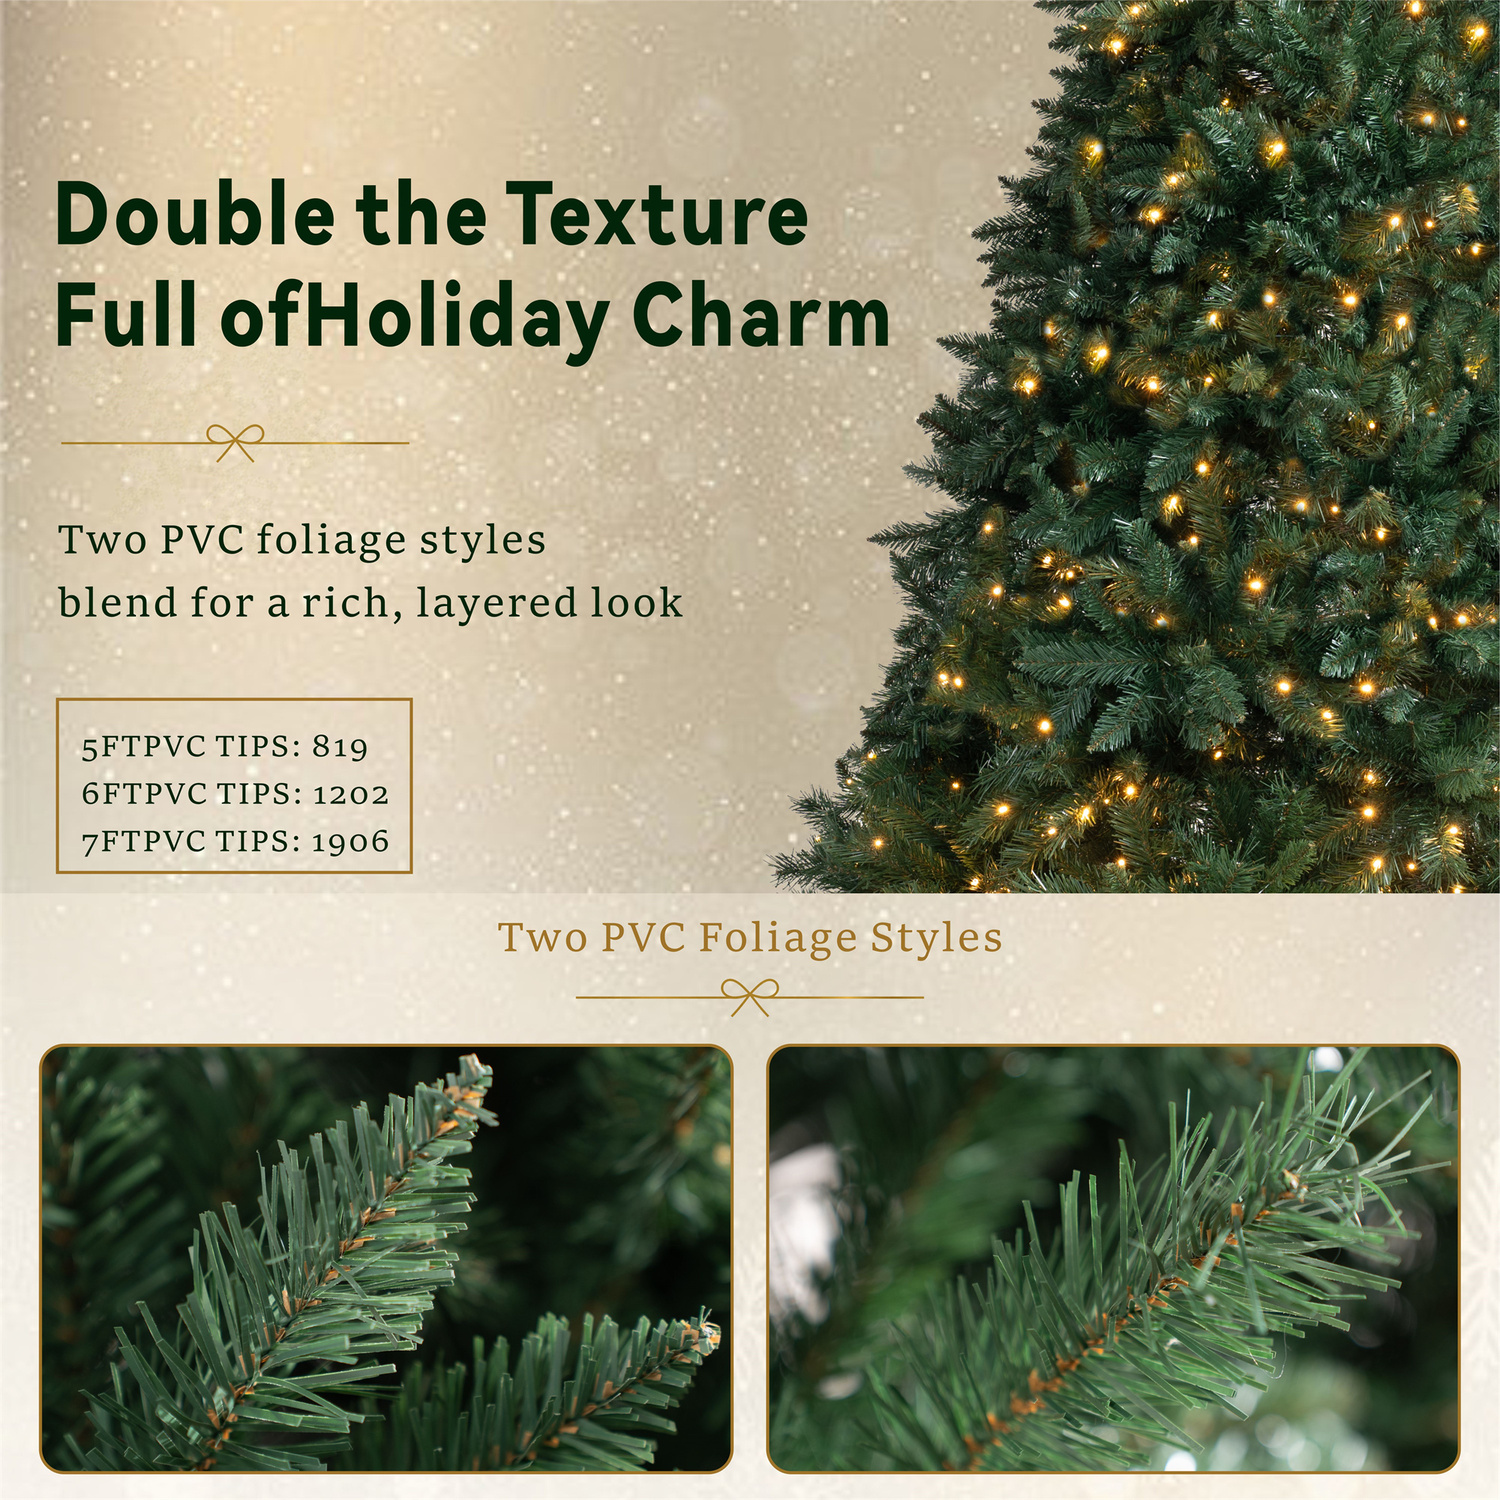 Double the Texture
Full ofHoliday Charm
Two PVC foliage styles
blend for a rich, layered look
5FTPVC TIPS: 819
6FTPVC TIPS: 1202
7FTPVC TIPS: 1906
Two PVC Foliage Styles